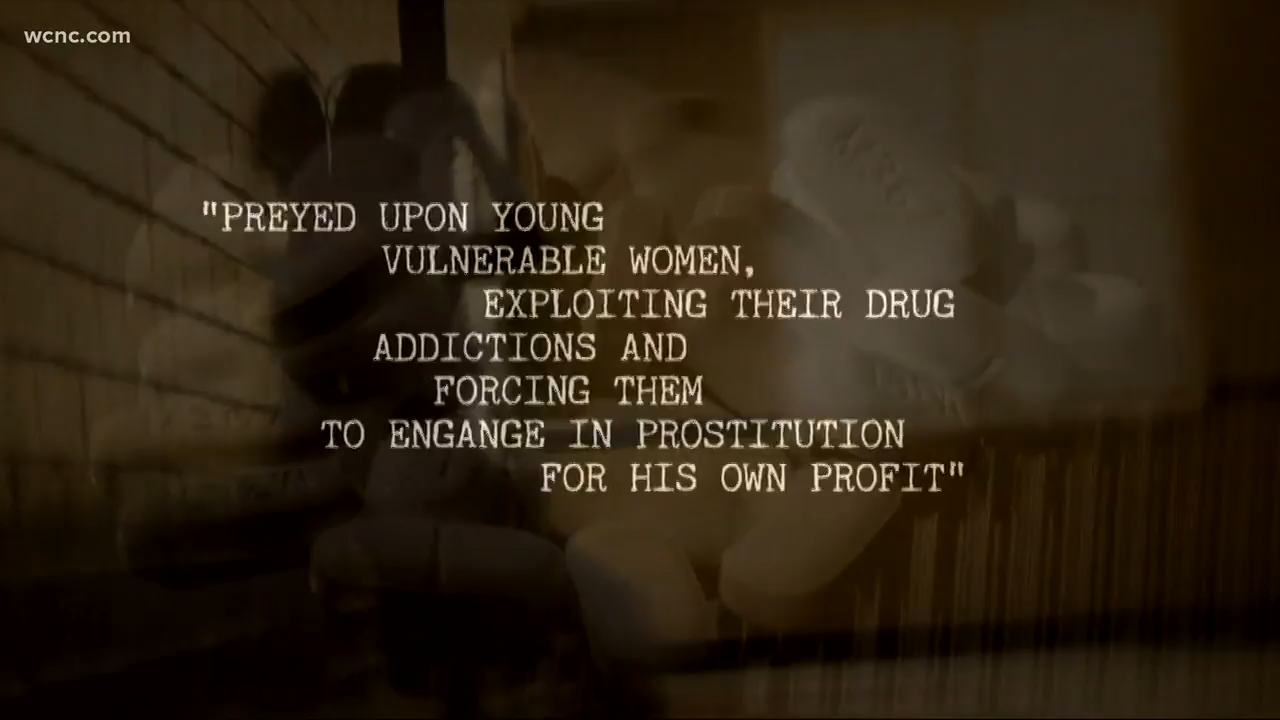 wcnc.com
"PREYED UPON YOUNG
VULNERABLE WOMEN,
EXPLOITING THEIR DRUG
ADDICTIONS AND
FORCING THEM
TO ENGANGE IN PROSTITUTION
FOR HIS OWN PROFIT"